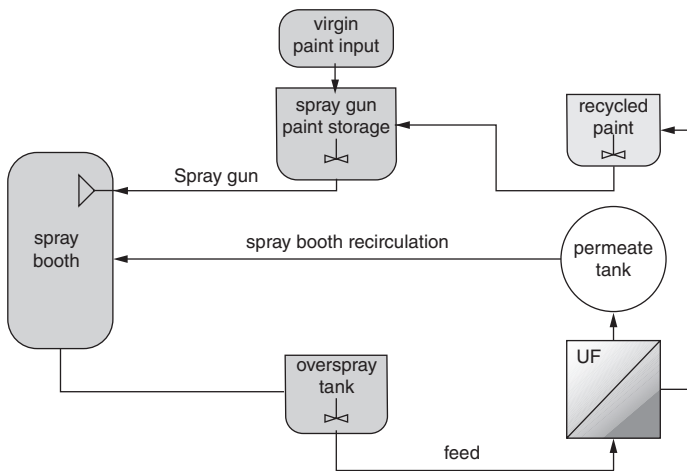 virgin
paint input
spray gun
paint storage
recycled
paint
Spray gun
spray
booth
spray booth recirculation
permeate
tank
UF
overspray
tank
feed